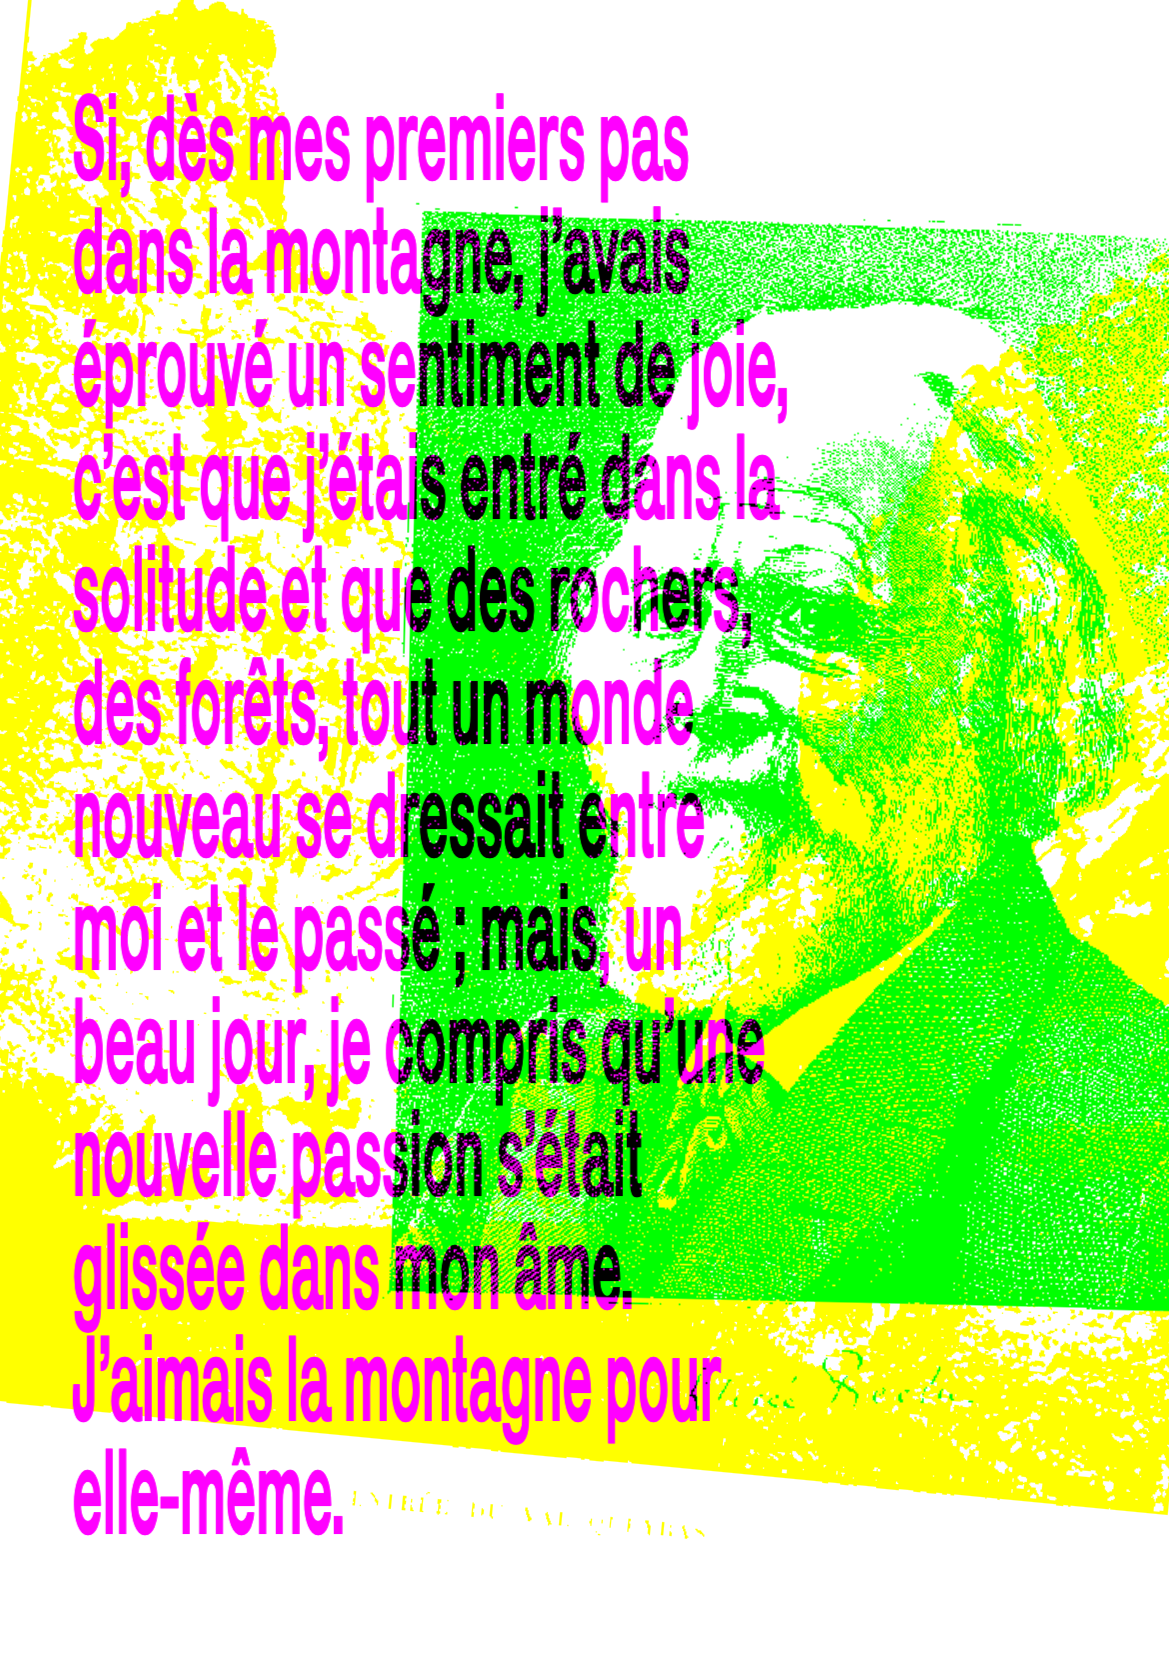 Si, dès mes premiers pas
dans la montagne, j’avais
éprouvé un sentiment de joie,
c’est que j’étais entré dans la
solitude et que des rochers,
des forêts, tout un monde
nouveau se dressait entre
moi et le passé ; mais, un
beau jour, je compris qu’une
nouvelle passion s’était
glissée dans mon âme.
J’aimais la montagne pour
elle-même.
ENTRÉE DU VAL QUEYRAS